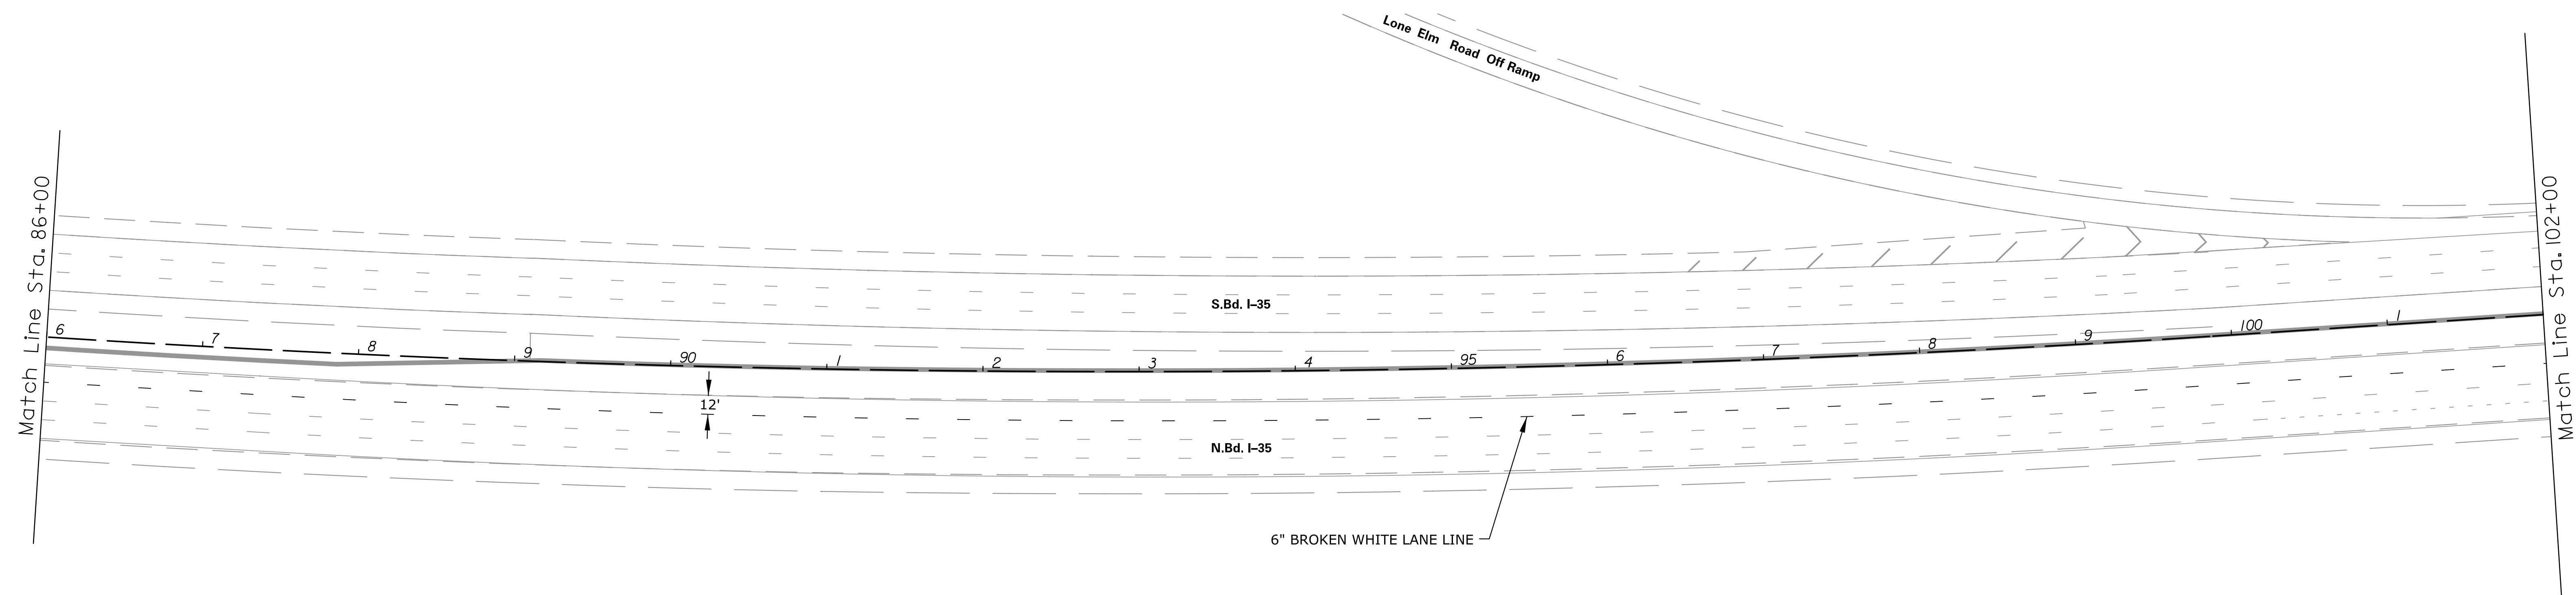 Lone Elm Road Off Ramp
Match Line Sta. 86+00
Match Line Sta. 102+00
S.Bd. I-35
6 7 8 9 90 1 2 3 4 95 6 7 8 9 100 1
12'
N.Bd. I-35
6" BROKEN WHITE LANE LINE